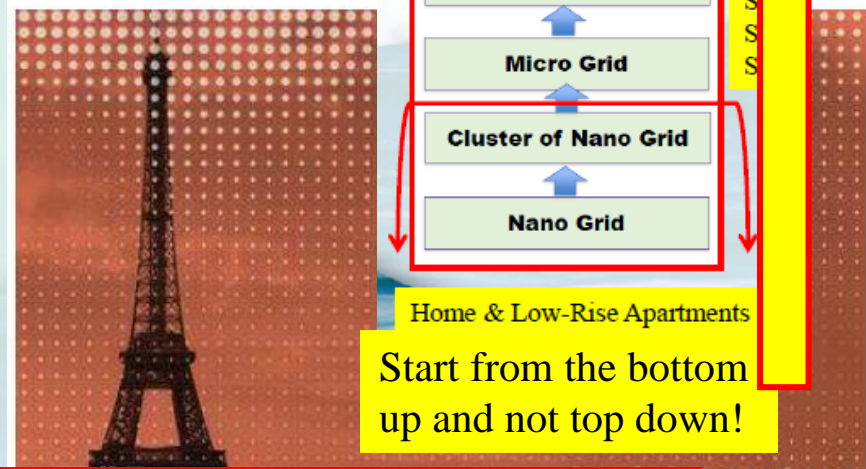 Micro Grid
Cluster of Nano Grid
Nano Grid
Home & Low-Rise Apartments
Start from the bottom
up and not top down!